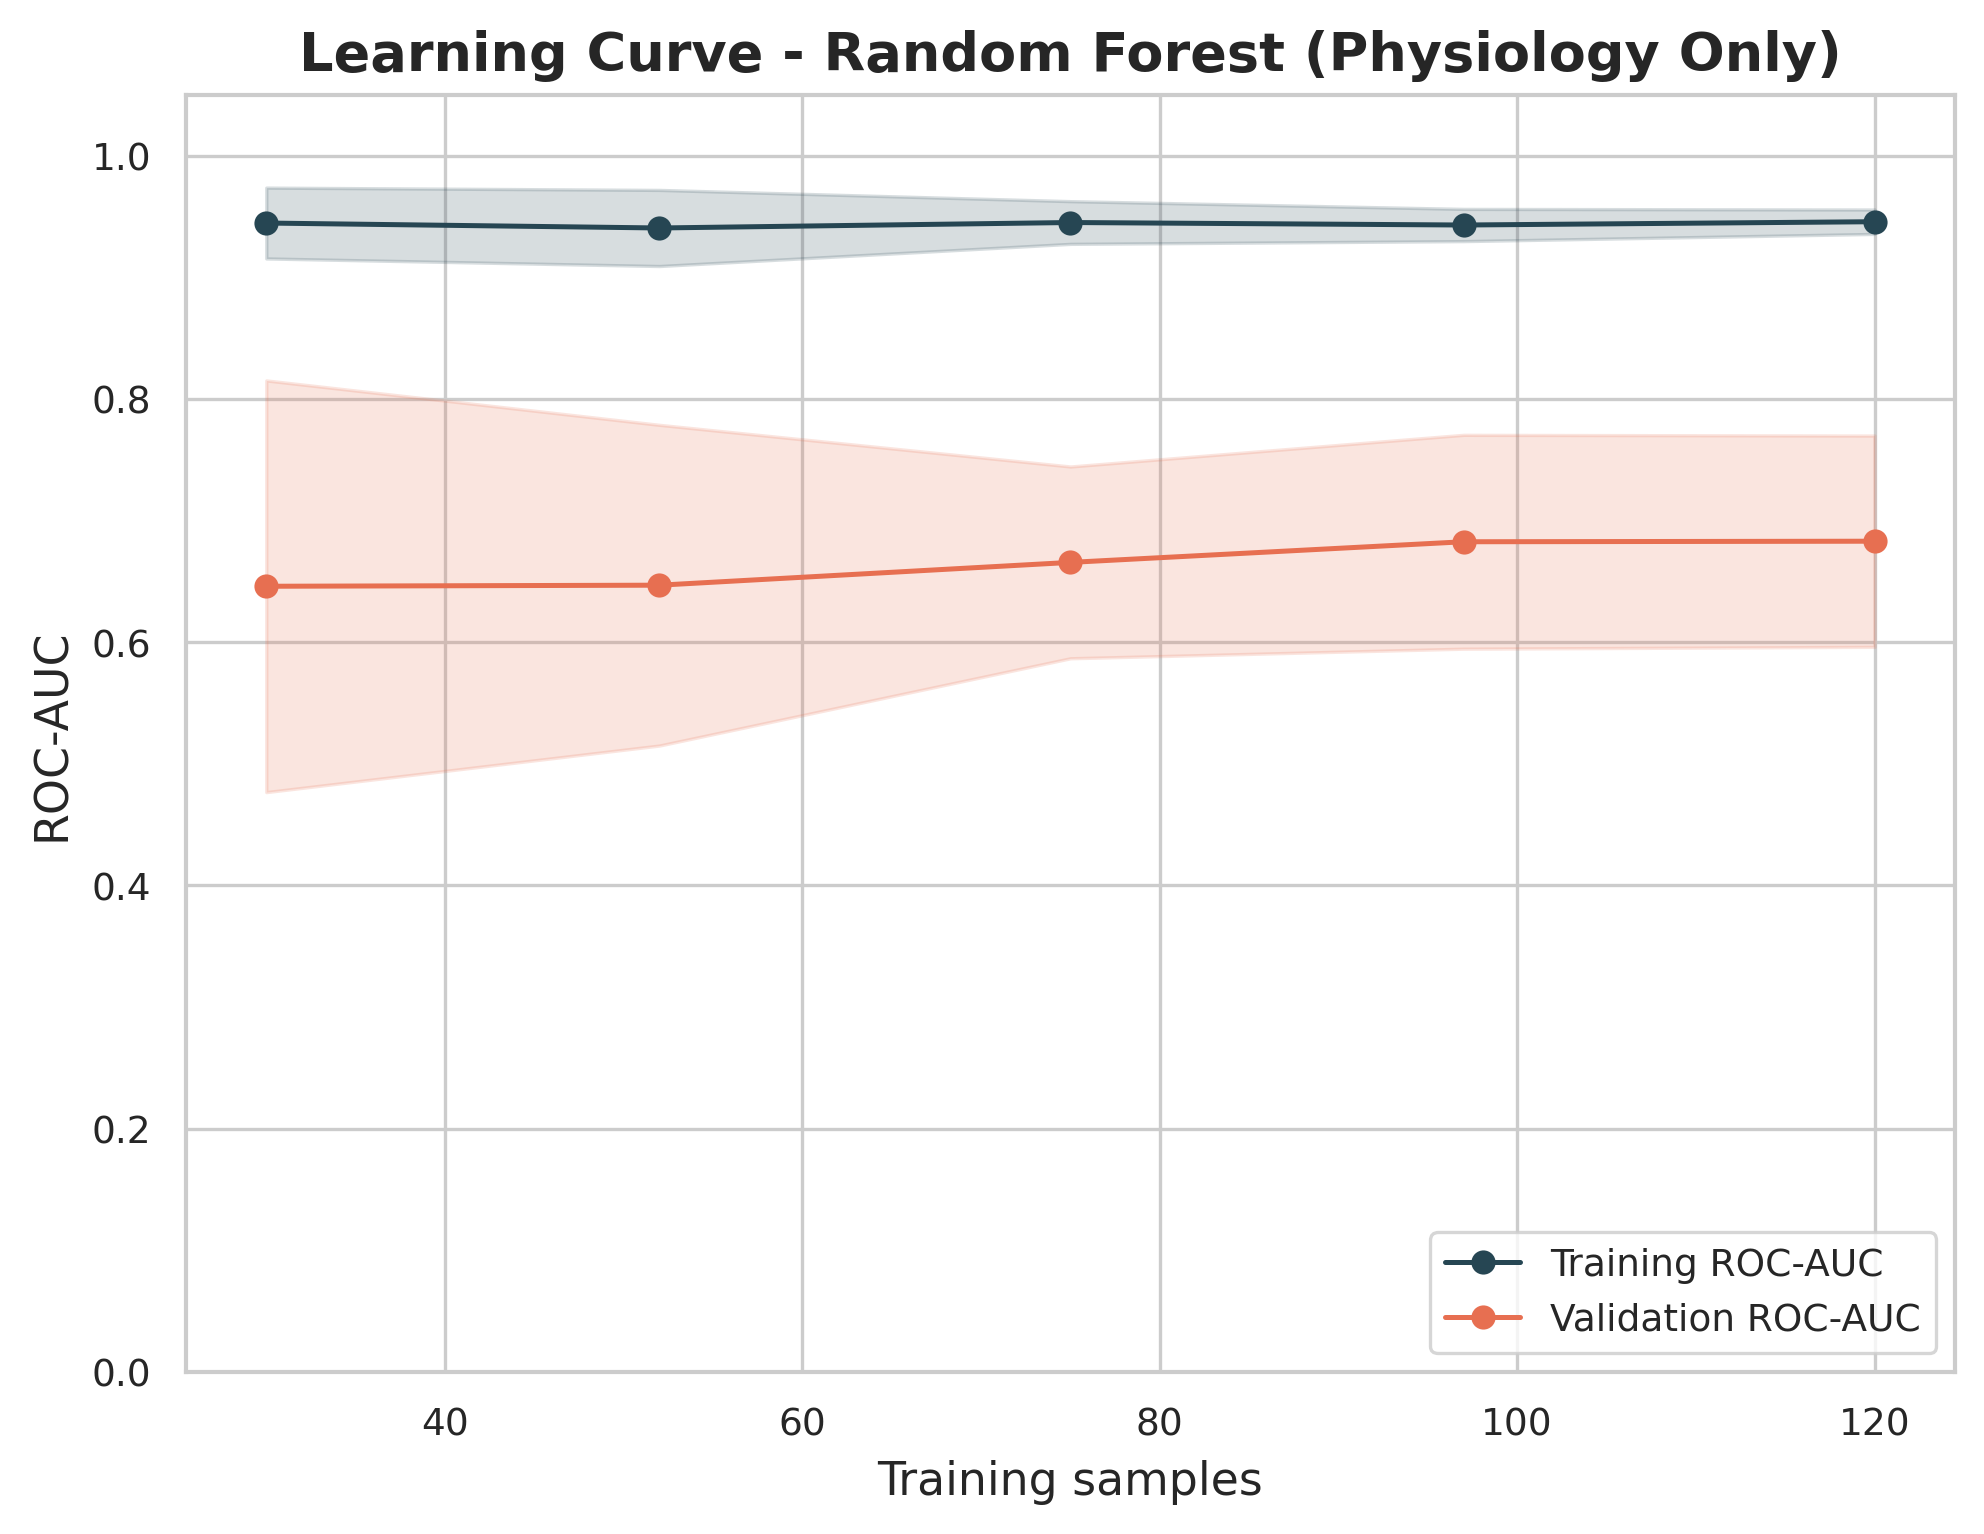 Learning Curve - Random Forest (Physiology Only)
1.0
0.8
0.6
0.4
0.2
0.0
ROC-AUC
40 60 80 100 120
Training samples
Training ROC-AUC
Validation ROC-AUC